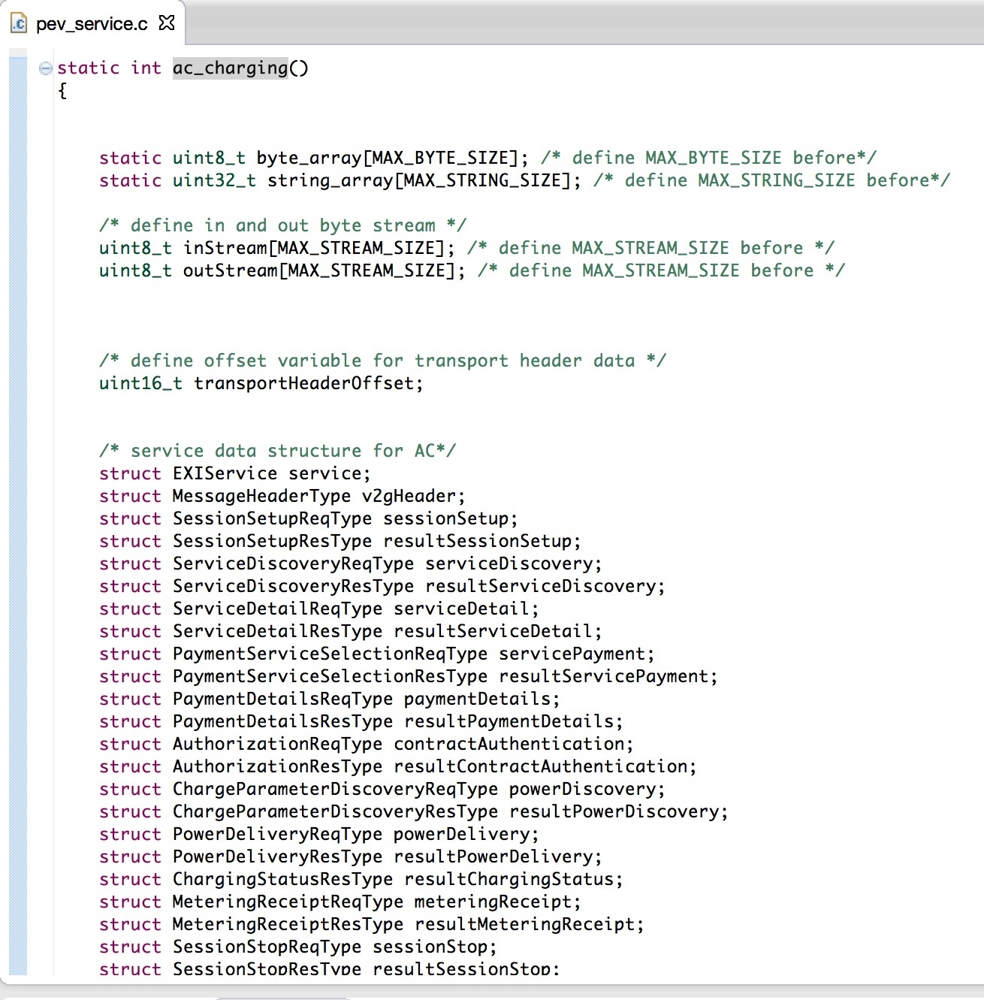 .c pev_service.c
static int ac_charging()
{
static uint8_t byte_array[MAX_BYTE_SIZE]; /* define MAX_BYTE_SIZE before*/
static uint32_t string_array[MAX_STRING_SIZE]; /* define MAX_STRING_SIZE before*/
/* define in and out byte stream */
uint8_t inStream[MAX_STREAM_SIZE]; /* define MAX_STREAM_SIZE before */
uint8_t outStream[MAX_STREAM_SIZE]; /* define MAX_STREAM_SIZE before */
/* define offset variable for transport header data */
uint16_t transportHeaderOffset;
/* service data structure for AC*/
struct EXIService service;
struct MessageHeaderType v2gHeader;
struct SessionSetupReqType sessionSetup;
struct SessionSetupResType resultSessionSetup;
struct ServiceDiscoveryReqType serviceDiscovery;
struct ServiceDiscoveryResType resultServiceDiscovery;
struct ServiceDetailReqType serviceDetail;
struct ServiceDetailResType resultServiceDetail;
struct PaymentServiceSelectionReqType servicePayment;
struct PaymentServiceSelectionResType resultServicePayment;
struct PaymentDetailsReqType paymentDetails;
struct PaymentDetailsResType resultPaymentDetails;
struct AuthorizationReqType contractAuthentication;
struct AuthorizationResType resultContractAuthentication;
struct ChargeParameterDiscoveryReqType powerDiscovery;
struct ChargeParameterDiscoveryResType resultPowerDiscovery;
struct PowerDeliveryReqType powerDelivery;
struct PowerDeliveryResType resultPowerDelivery;
struct ChargingStatusResType resultChargingStatus;
struct MeteringReceiptReqType meteringReceipt;
struct MeteringReceiptResType resultMeteringReceipt;
struct SessionStopReqType sessionStop;
struct SessionStopResType resultSessionStop;